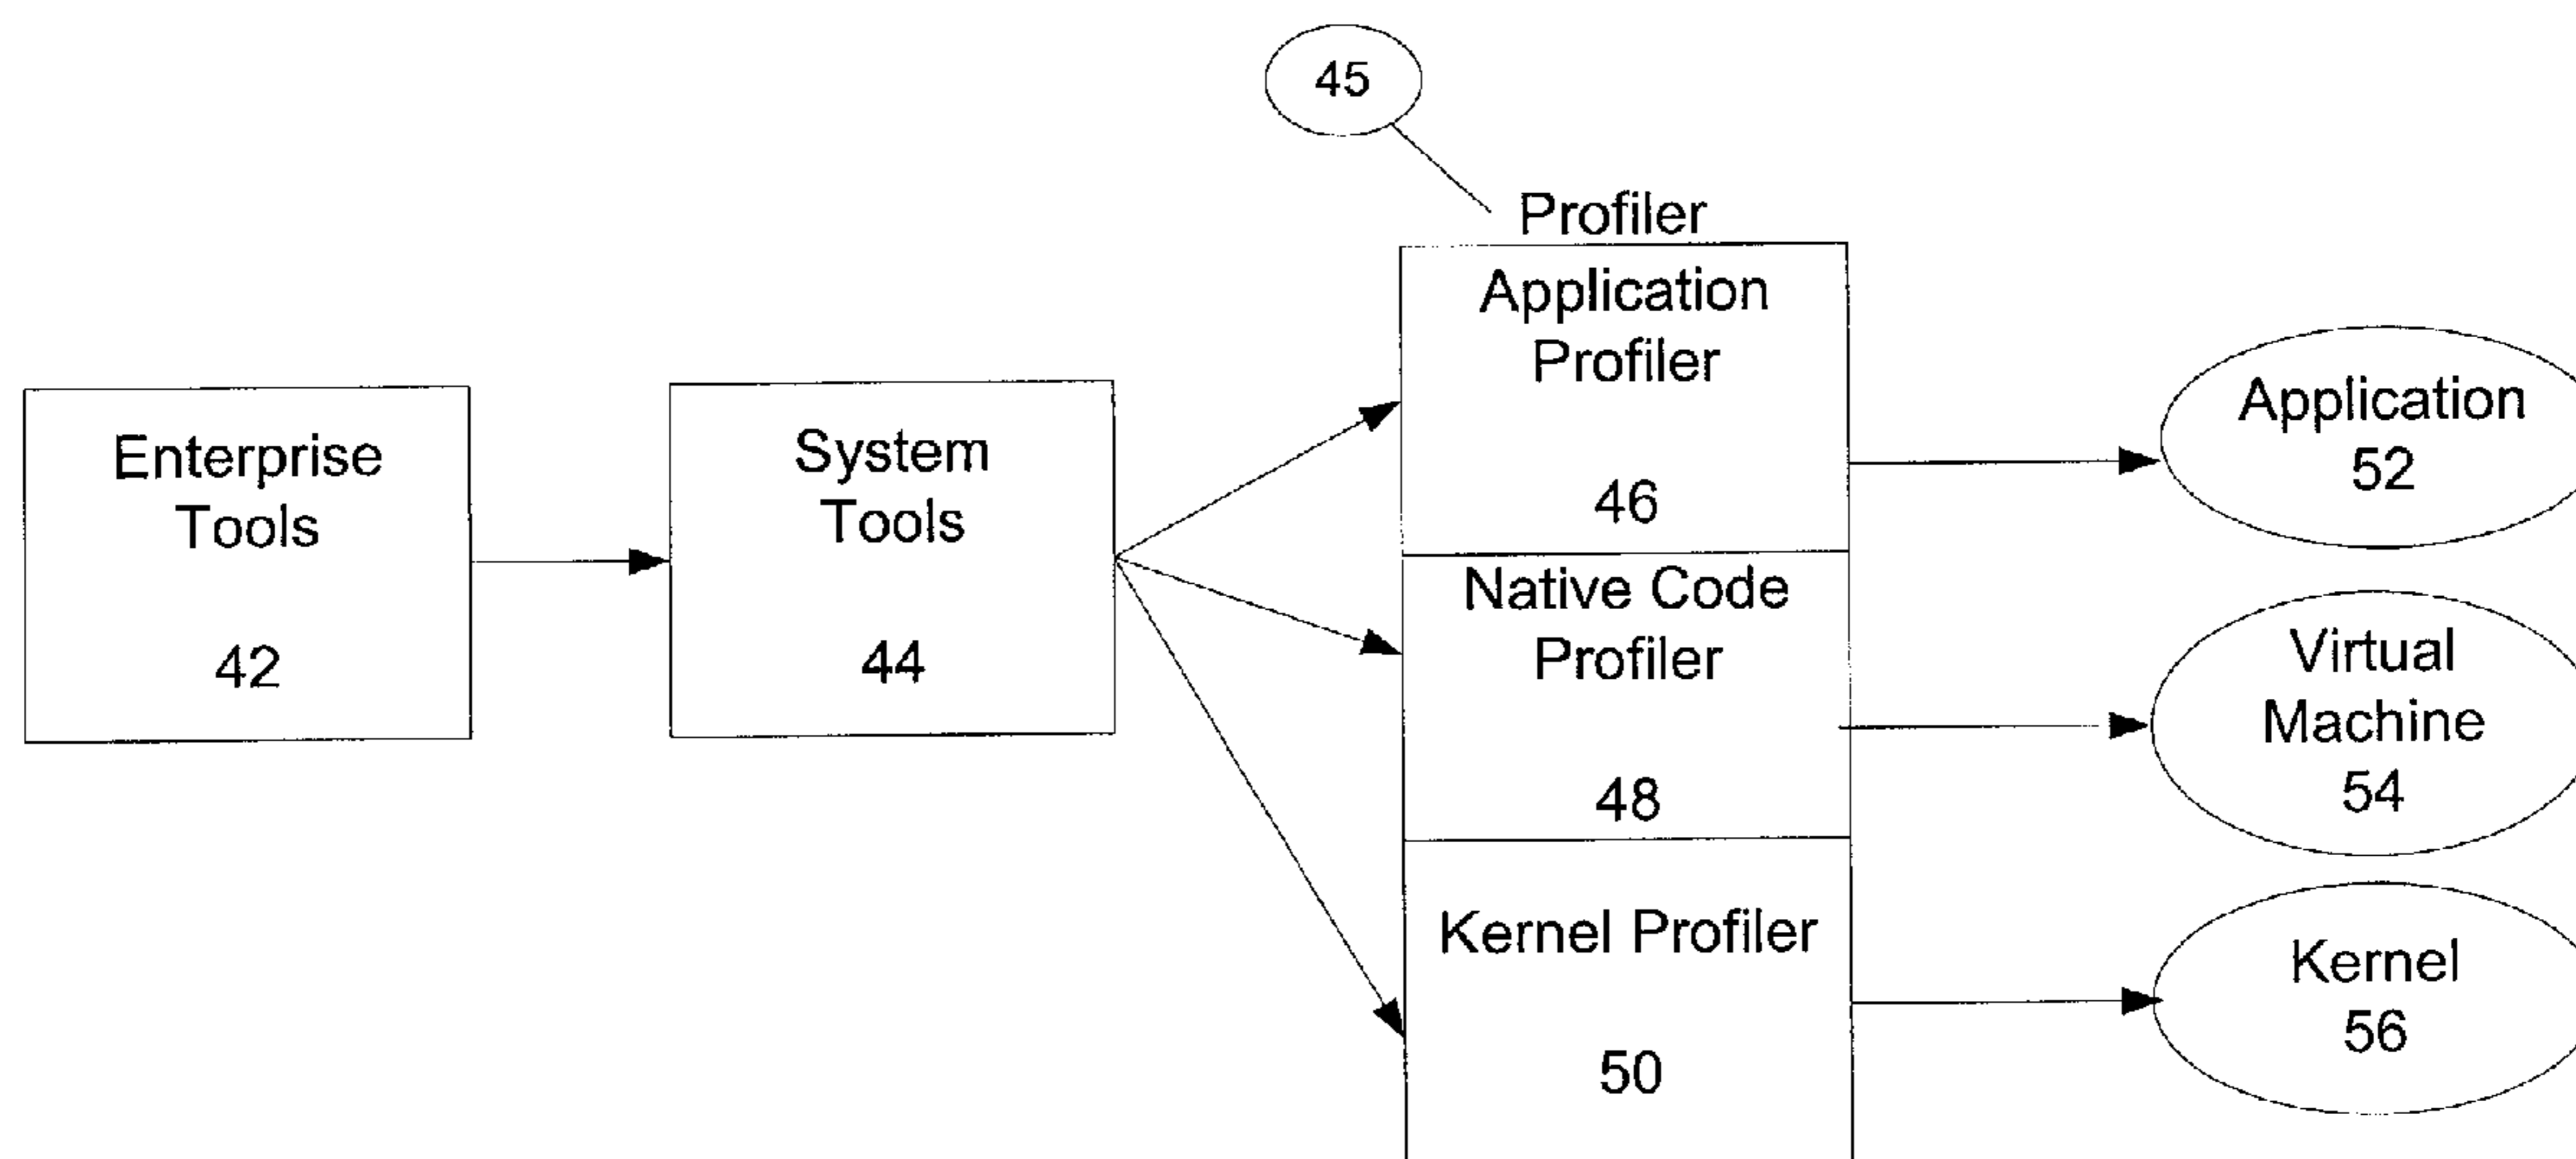 45
Profiler
Enterprise
Tools
42
System
Tools
44
Application
Profiler
46
Native Code
Profiler
48
Kernel Profiler
50
Application
52
Virtual
Machine
54
Kernel
56